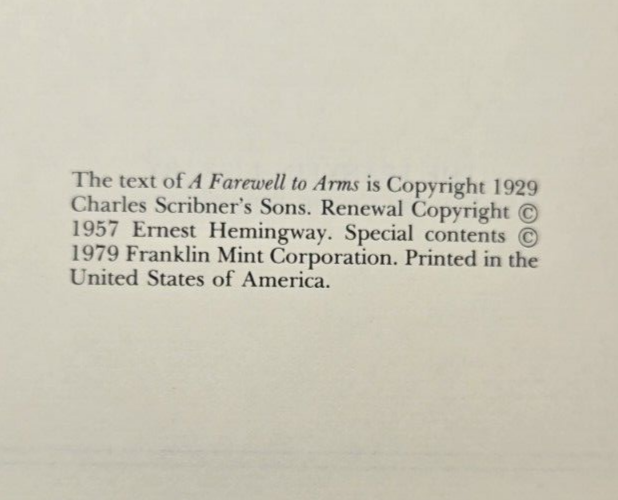 The text of A Farewell to Arms is Copyright 1929
Charles Scribner's Sons. Renewal Copyright ©
1957 Ernest Hemingway. Special contents ©
1979 Franklin Mint Corporation. Printed in the
United States of America.